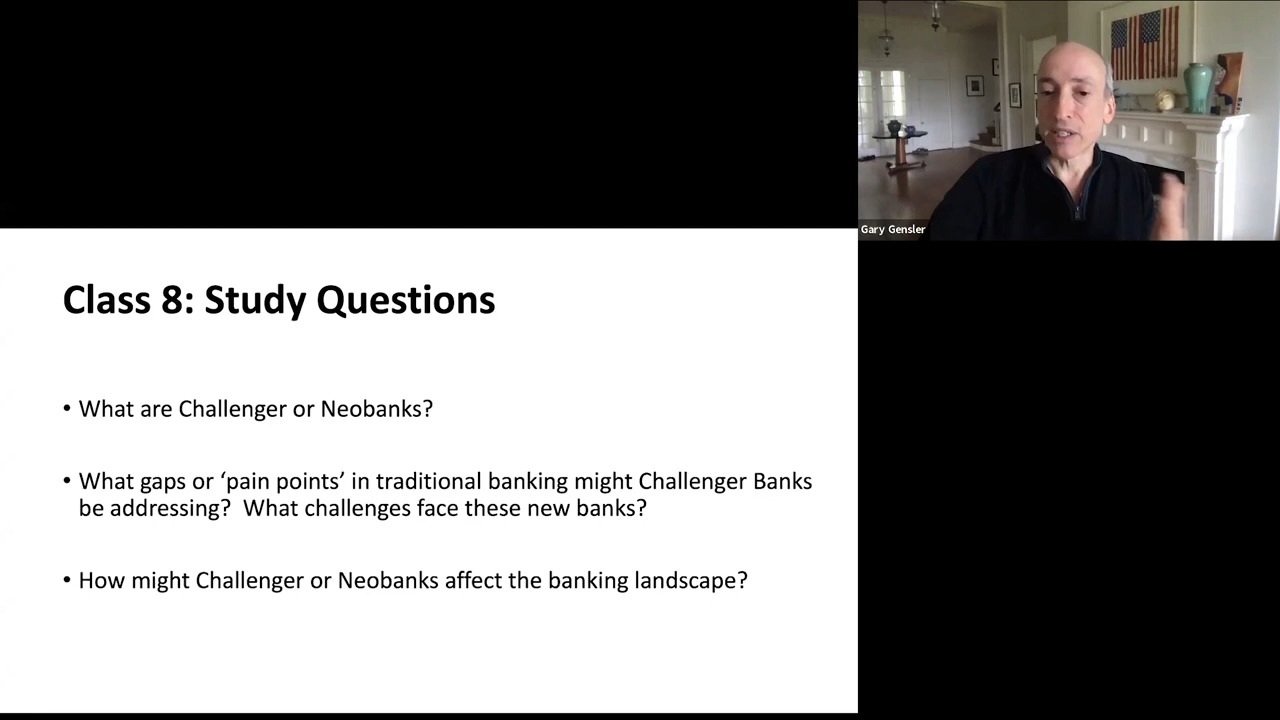 Gary Gensler
Class 8: Study Questions
• What are Challenger or Neobanks?
• What gaps or ‘pain points’ in traditional banking might Challenger Banks
be addressing?  What challenges face these new banks?
• How might Challenger or Neobanks affect the banking landscape?